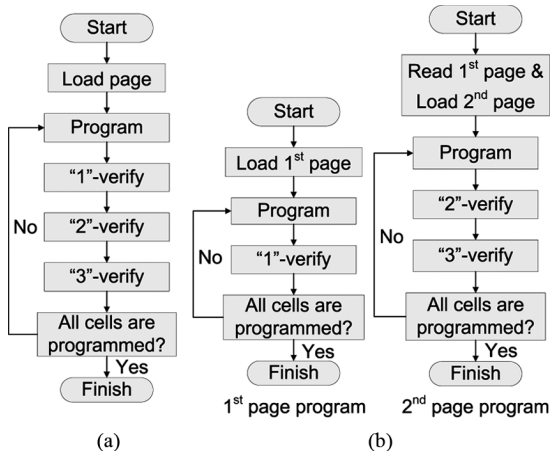 Start
Load page
Program
“1”-verify
“2”-verify
“3”-verify
No
All cells are
programmed?
Yes
Finish
(a)
Start
Load 1st page
Program
No
“1”-verify
All cells are
programmed?
Yes
Finish
1st page program
Start
Read 1st page &
Load 2nd page
Program
“2”-verify
No
“3”-verify
All cells are
programmed?
Yes
Finish
2nd page program
(b)